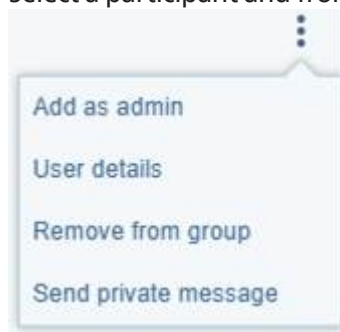 Select a participant and fro
Add as admin
User details
Remove from group
Send private message